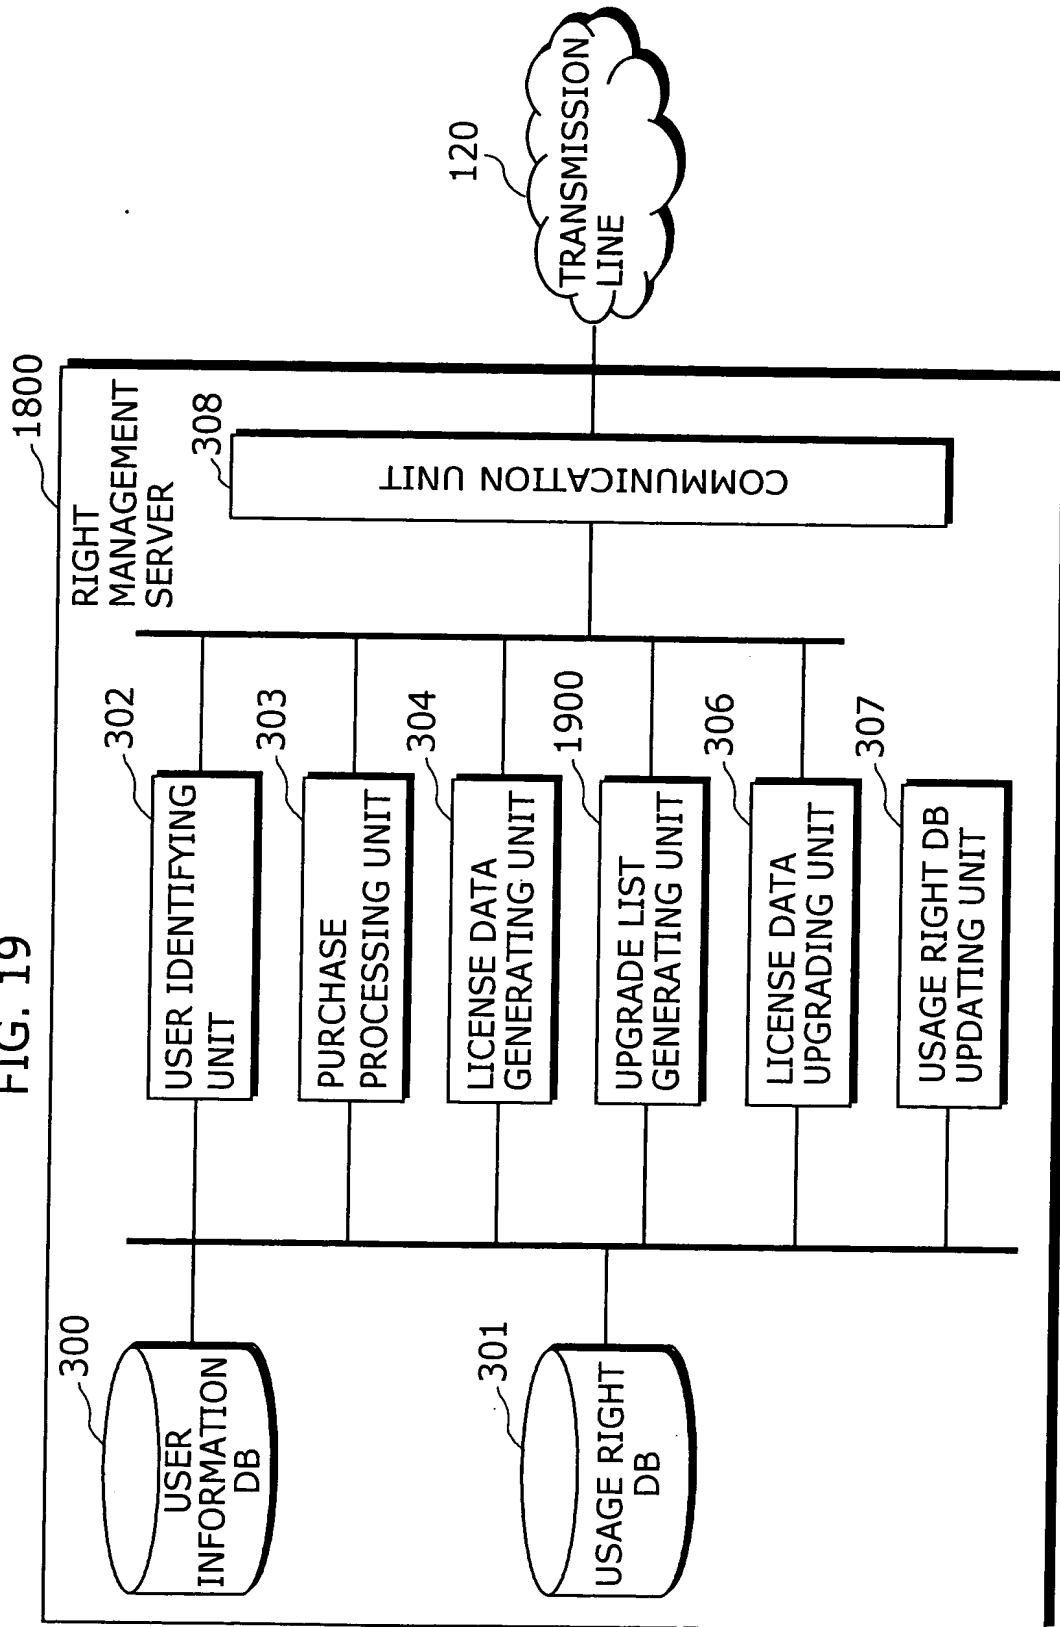 FIG. 19
1800
RIGHT
MANAGEMENT
SERVER
300
USER
INFORMATION
DB
301
USAGE RIGHT
DB
302
USER IDENTIFYING
UNIT
303
PURCHASE
PROCESSING UNIT
304
LICENSE DATA
GENERATING UNIT
1900
UPGRADE LIST
GENERATING UNIT
306
LICENSE DATA
UPGRADING UNIT
307
USAGE RIGHT DB
UPDATING UNIT
308
COMMUNICATION UNIT
120
TRANSMISSION
LINE